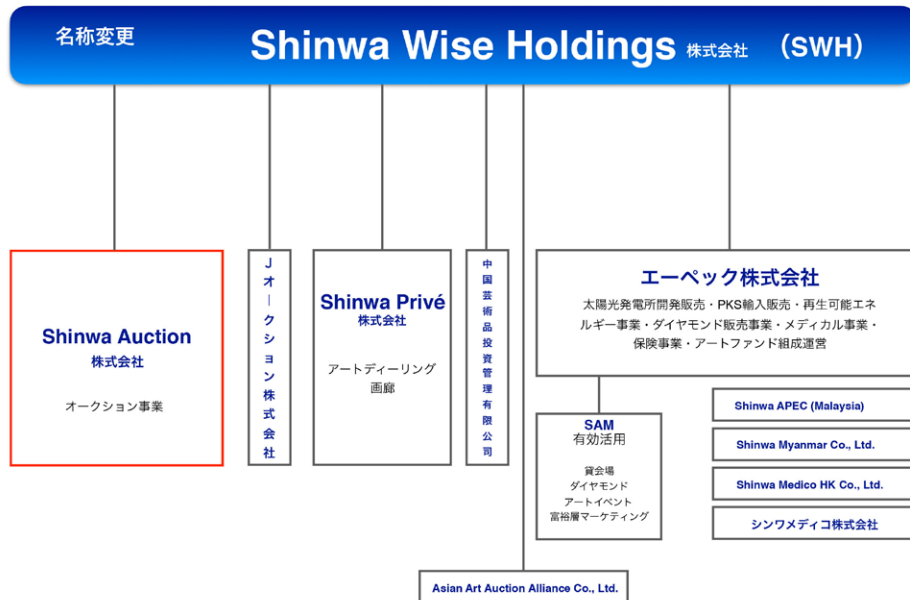 名称変更
Shinwa Wise Holdings 株式会社 （SWH）
Shinwa Auction
株式会社
オークション事業
Jオークション株式会社
Shinwa Privé
株式会社
アートディーリング
画廊
中国芸術品投資管理有限公司
エーペック株式会社
太陽光発電所開発販売・PKS輸入販売・再生可能エネ
ルギー事業・ダイヤモンド販売事業・メディカル事業・
保険事業・アートファンド組成運営
SAM
有効活用
貸会場
ダイヤモンド
アートイベント
富裕層マーケティング
Shinwa APEC (Malaysia)
Shinwa Myanmar Co., Ltd.
Shinwa Medico HK Co., Ltd.
シンワメディコ株式会社
Asian Art Auction Alliance Co., Ltd.